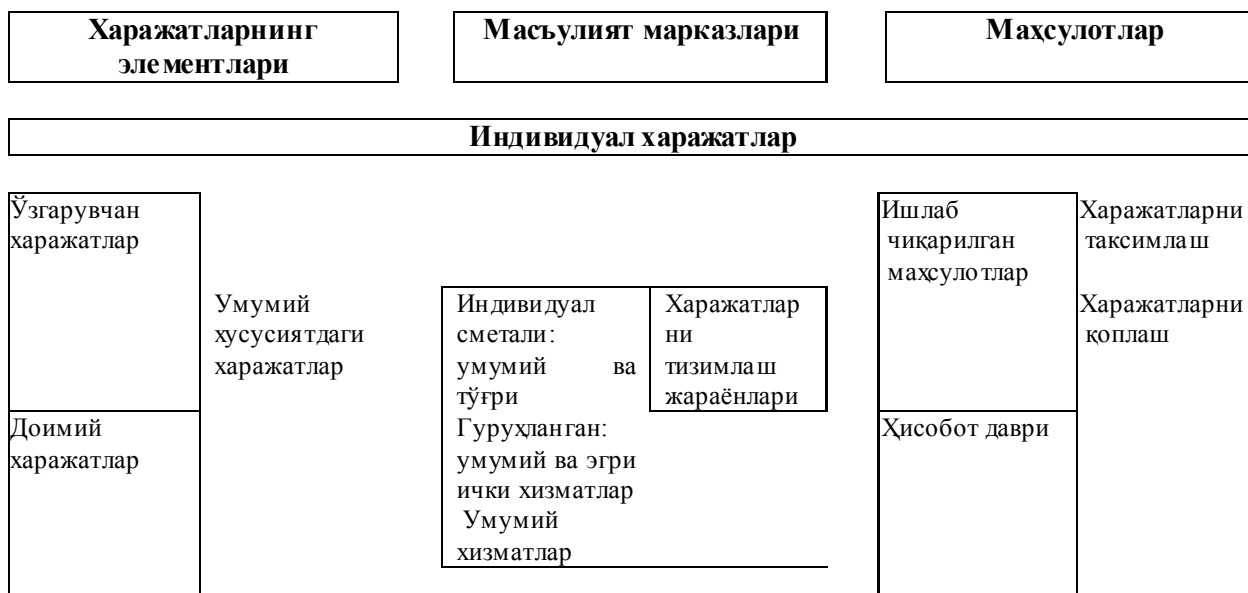 Харажатларнинг
элементлари
Масъулият марказлари
Маҳсулотлар
Индивидуал харажатлар
Ўзгарувчан
харажатлар
Умумий
хусусиятдаги
харажатлар
Индивидуал
сметали:
умумий ва
тўғри
Гуруҳланган:
умумий ва эгри
ички хизматлар
Умумий
хизматлар
Харажатлар
ни
тизимлаш
жараёнлари
Ишлаб
чиқарилган
маҳсулотлар
Харажатларни
таксимлаш
Харажатларни
қоплаш
Доимий
харажатлар
Ҳисобот даври